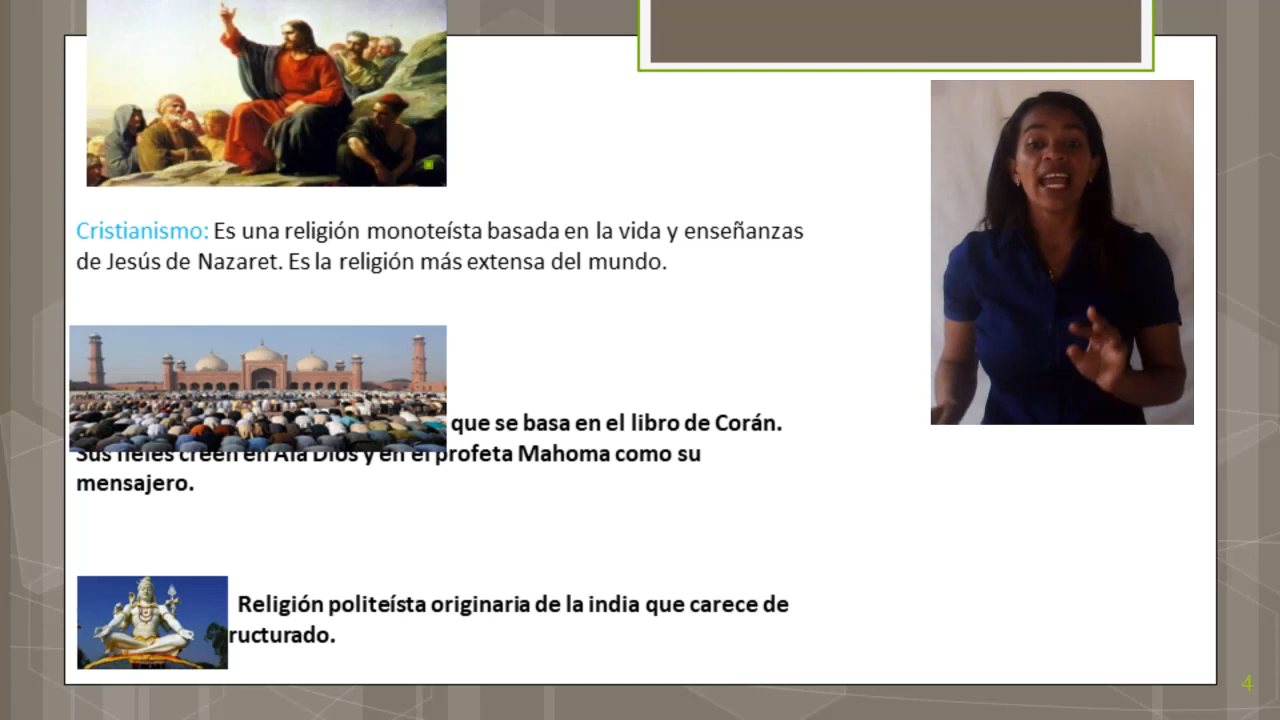 Cristianismo: Es una religión monoteísta basada en la vida y enseñanzas
de Jesús de Nazaret. Es la religión más extensa del mundo.
que se basa en el libro de Corán.
Sus fieles creen en Ala Dios y en el profeta Mahoma como su
mensajero.
Religión politeísta originaria de la india que carece de
ructurado.
4